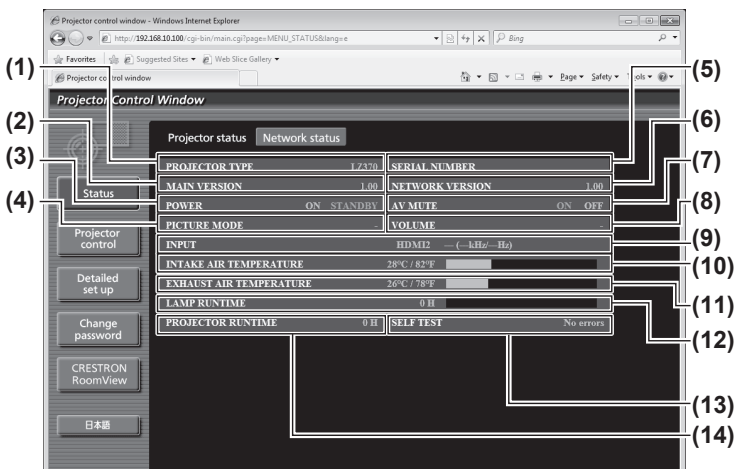 Projector control window - Windows Internet Explorer
http://192.168.10.100/cgi-bin/main.cgi?page=MENU_STATUS&lang=e
Bing
Favorites Suggested Sites Web Slice Gallery
Projector control window Page Safety Tools
Projector Control Window
Projector status Network status
PROJECTOR TYPE LZ370 SERIAL NUMBER
MAIN VERSION 1.00 NETWORK VERSION 1.00
POWER ON STANDBY AV MUTE ON OFF
PICTURE MODE - VOLUME -
INPUT HDMI2 — (—kHz/—Hz)
INTAKE AIR TEMPERATURE 28°C / 82°F
EXHAUST AIR TEMPERATURE 26°C / 78°F
LAMP RUNTIME 0 H
PROJECTOR RUNTIME 0 H SELF TEST No errors
Status
Projector
control
Detailed
set up
Change
password
CRESTRON
RoomView
日本語
(1)
(2)
(3)
(4)
(5)
(6)
(7)
(8)
(9)
(10)
(11)
(12)
(13)
(14)